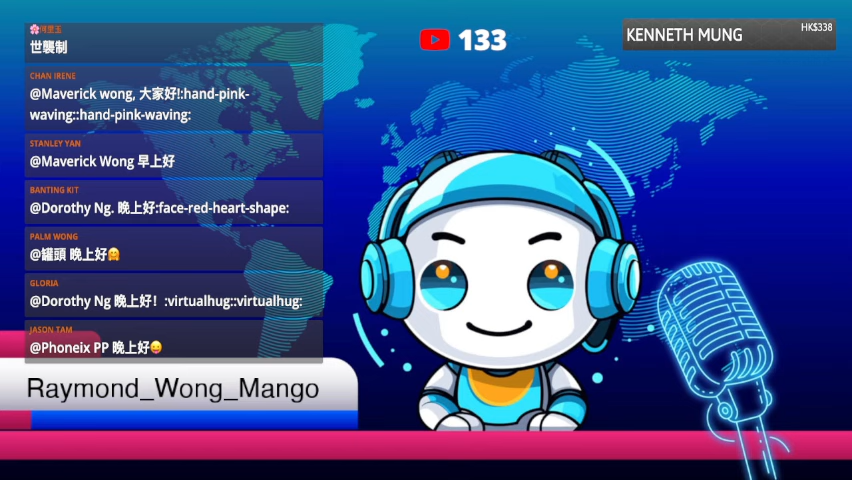 世襲制
CHAN IRENE
@Maverick wong, 大家好!:hand-pink-
waving::hand-pink-waving:
STANLEY YAN
@Maverick Wong 早上好
BANTING KIT
@Dorothy Ng. 晚上好:face-red-heart-shape:
PALM WONG
@罐頭 晚上好🤗
GLORIA
@Dorothy Ng 晚上好！:virtualhug::virtualhug:
JASON TAM
@Phoneix PP 晚上好😛
Raymond_Wong_Mango
133
KENNETH MUNG
HK$338